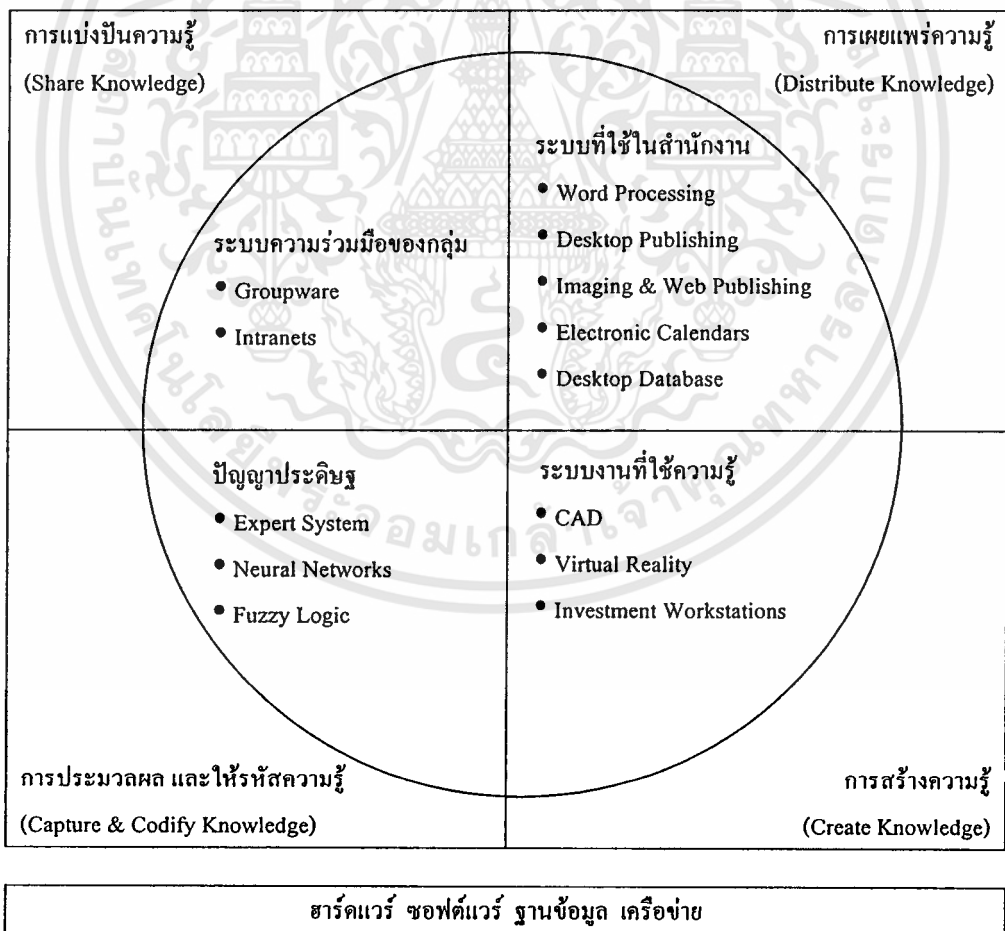 การแบ่งปันความรู้
(Share Knowledge)
การเผยแพร่ความรู้
(Distribute Knowledge)
ระบบความร่วมมือของกลุ่ม
• Groupware
• Intranets
ระบบที่ใช้ในสำนักงาน
• Word Processing
• Desktop Publishing
• Imaging & Web Publishing
• Electronic Calendars
• Desktop Database
ปัญญาประดิษฐ
• Expert System
• Neural Networks
• Fuzzy Logic
ระบบงานที่ใช้ความรู้
• CAD
• Virtual Reality
• Investment Workstations
การประมวลผล และให้รหัสความรู้
(Capture & Codify Knowledge)
การสร้างความรู้
(Create Knowledge)
ฮาร์ดแวร์ ซอฟต์แวร์ ฐานข้อมูล เครือข่าย